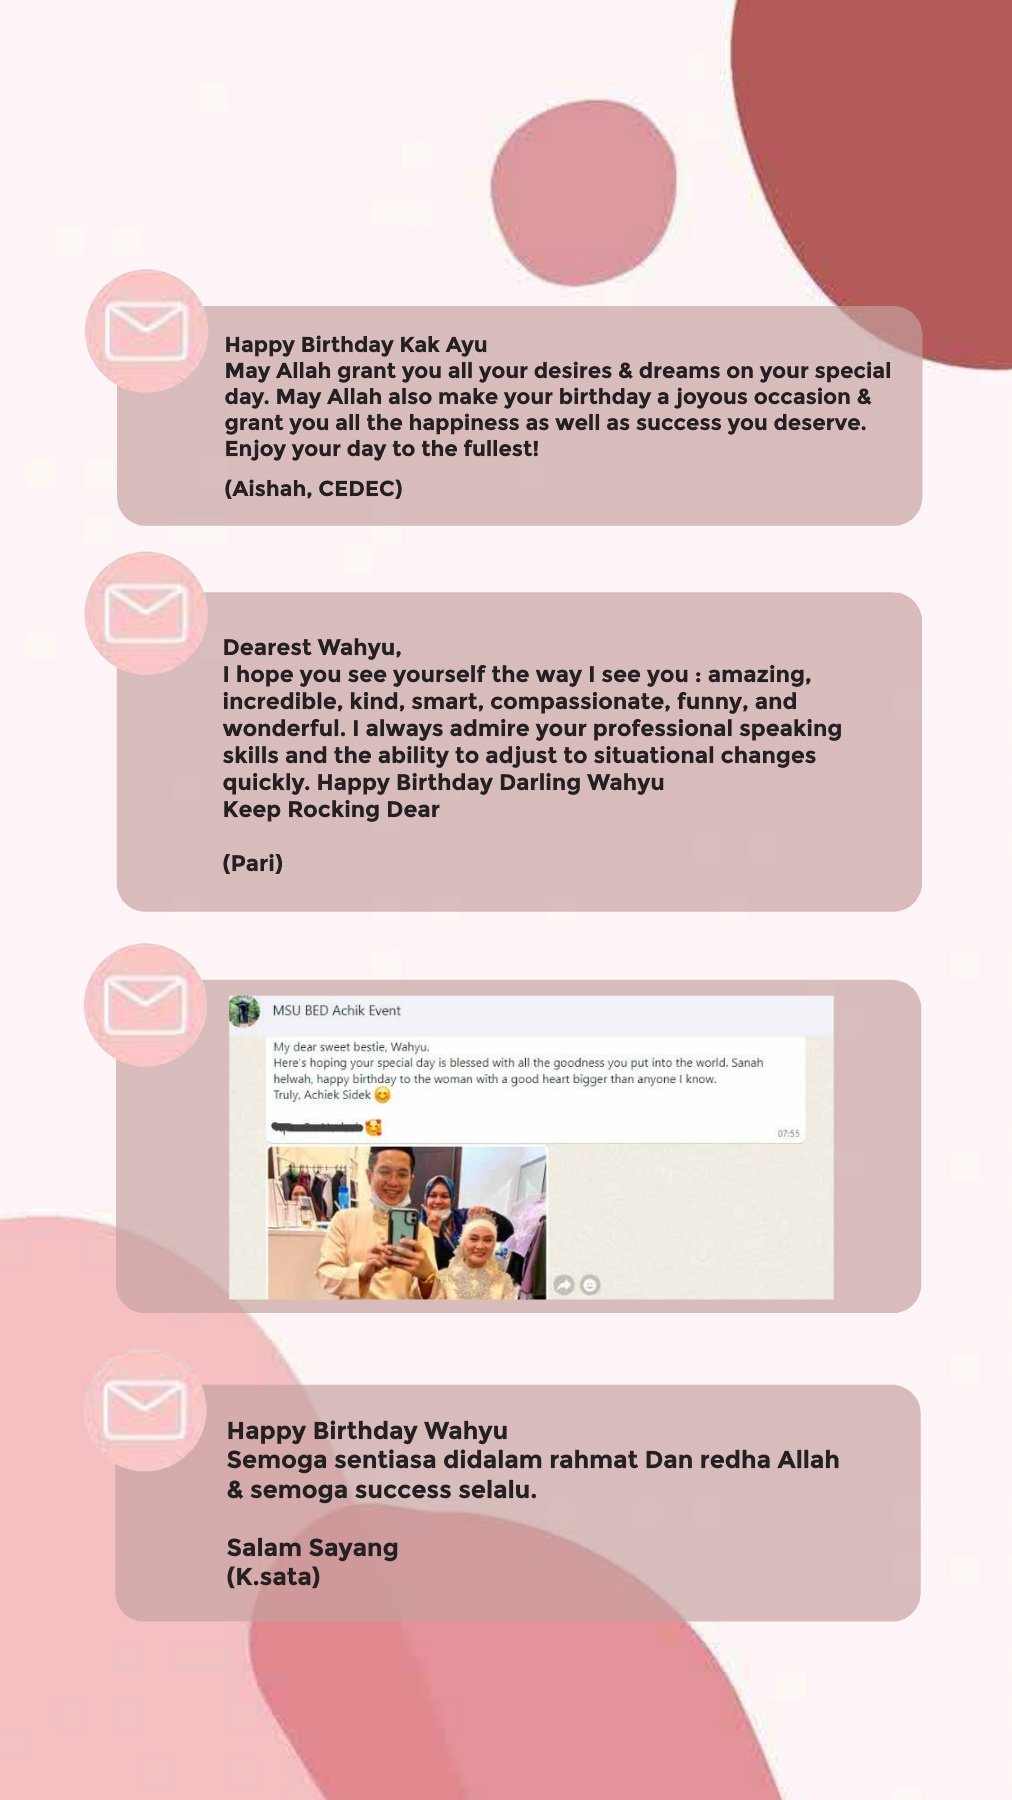 Happy Birthday Kak Ayu
May Allah grant you all your desires & dreams on your special
day. May Allah also make your birthday a joyous occasion &
grant you all the happiness as well as success you deserve.
Enjoy your day to the fullest!
(Aishah, CEDEC)
Dearest Wahyu,
I hope you see yourself the way I see you : amazing,
incredible, kind, smart, compassionate, funny, and
wonderful. I always admire your professional speaking
skills and the ability to adjust to situational changes
quickly. Happy Birthday Darling Wahyu
Keep Rocking Dear
(Pari)
MSU BED Achik Event
My dear sweet bestie, Wahyu.
Here's hoping your special day is blessed with all the goodness you put into the world. Sanah
helwah, happy birthday to the woman with a good heart bigger than anyone I know.
Truly, Achiek Sidek 😊
🥰
07:55
Happy Birthday Wahyu
Semoga sentiasa didalam rahmat Dan redha Allah
& semoga success selalu.
Salam Sayang
(K.sata)